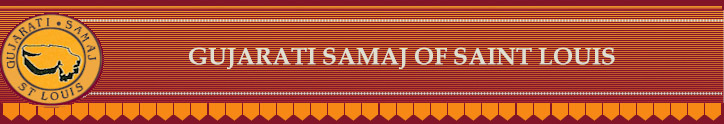 GUJARATI • SAMAJ
ST LOUIS
GUJARATI SAMAJ OF SAINT LOUIS